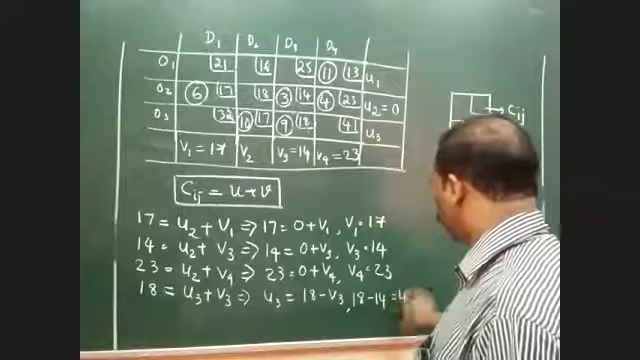 D₁ D₂ D₃ D₄
O₁ 21 16 25 11 13 u₁
O₂ 6 17 18 3 14 4 23 u₂=0
O₃ 32 10 17 9 18 41 u₃
V₁=17 V₂ V₃=14 V₄=23
Cij
Cij = u+v
17 = u₂+V₁ ⇒ 17 = 0+V₁, V₁=17
14 = u₂+V₃ ⇒ 14 = 0+V₃, V₃=14
23 = u₂+V₄ ⇒ 23 = 0+V₄, V₄=23
18 = u₃+V₃ ⇒ u₃ = 18-V₃, 18-14=4